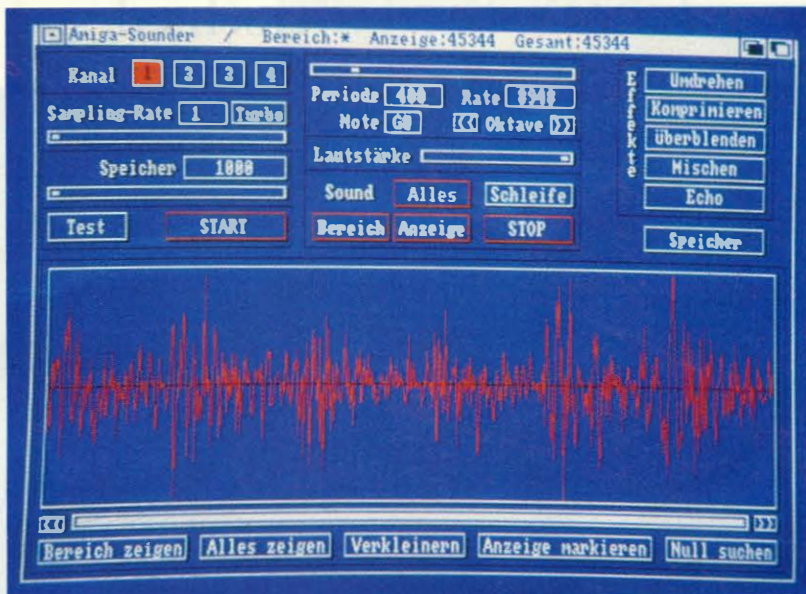 Amiga-Sounder / Bereich:* Anzeige:45344 Gesamt:45344
Kanal 1 2 3 4
Sampling-Rate 1 Turbo
Speicher 1000
Test START
Periode 400 Rate 8948
Note G0 <<< Oktave >>>
Lautstärke
Sound Alles Schleife
Bereich Anzeige STOP
Effekte
Umdrehen
Komprimieren
Überblenden
Mischen
Echo
Speicher
<<< >>>
Bereich zeigen Alles zeigen Verkleinern Anzeige markieren Null suchen